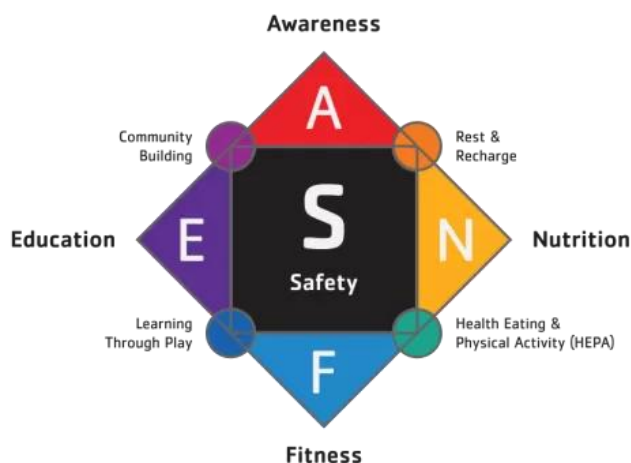 Awareness
A
Community
Building
Rest &
Recharge
Education
E
S
Safety
N
Nutrition
Learning
Through Play
Health Eating &
Physical Activity (HEPA)
F
Fitness